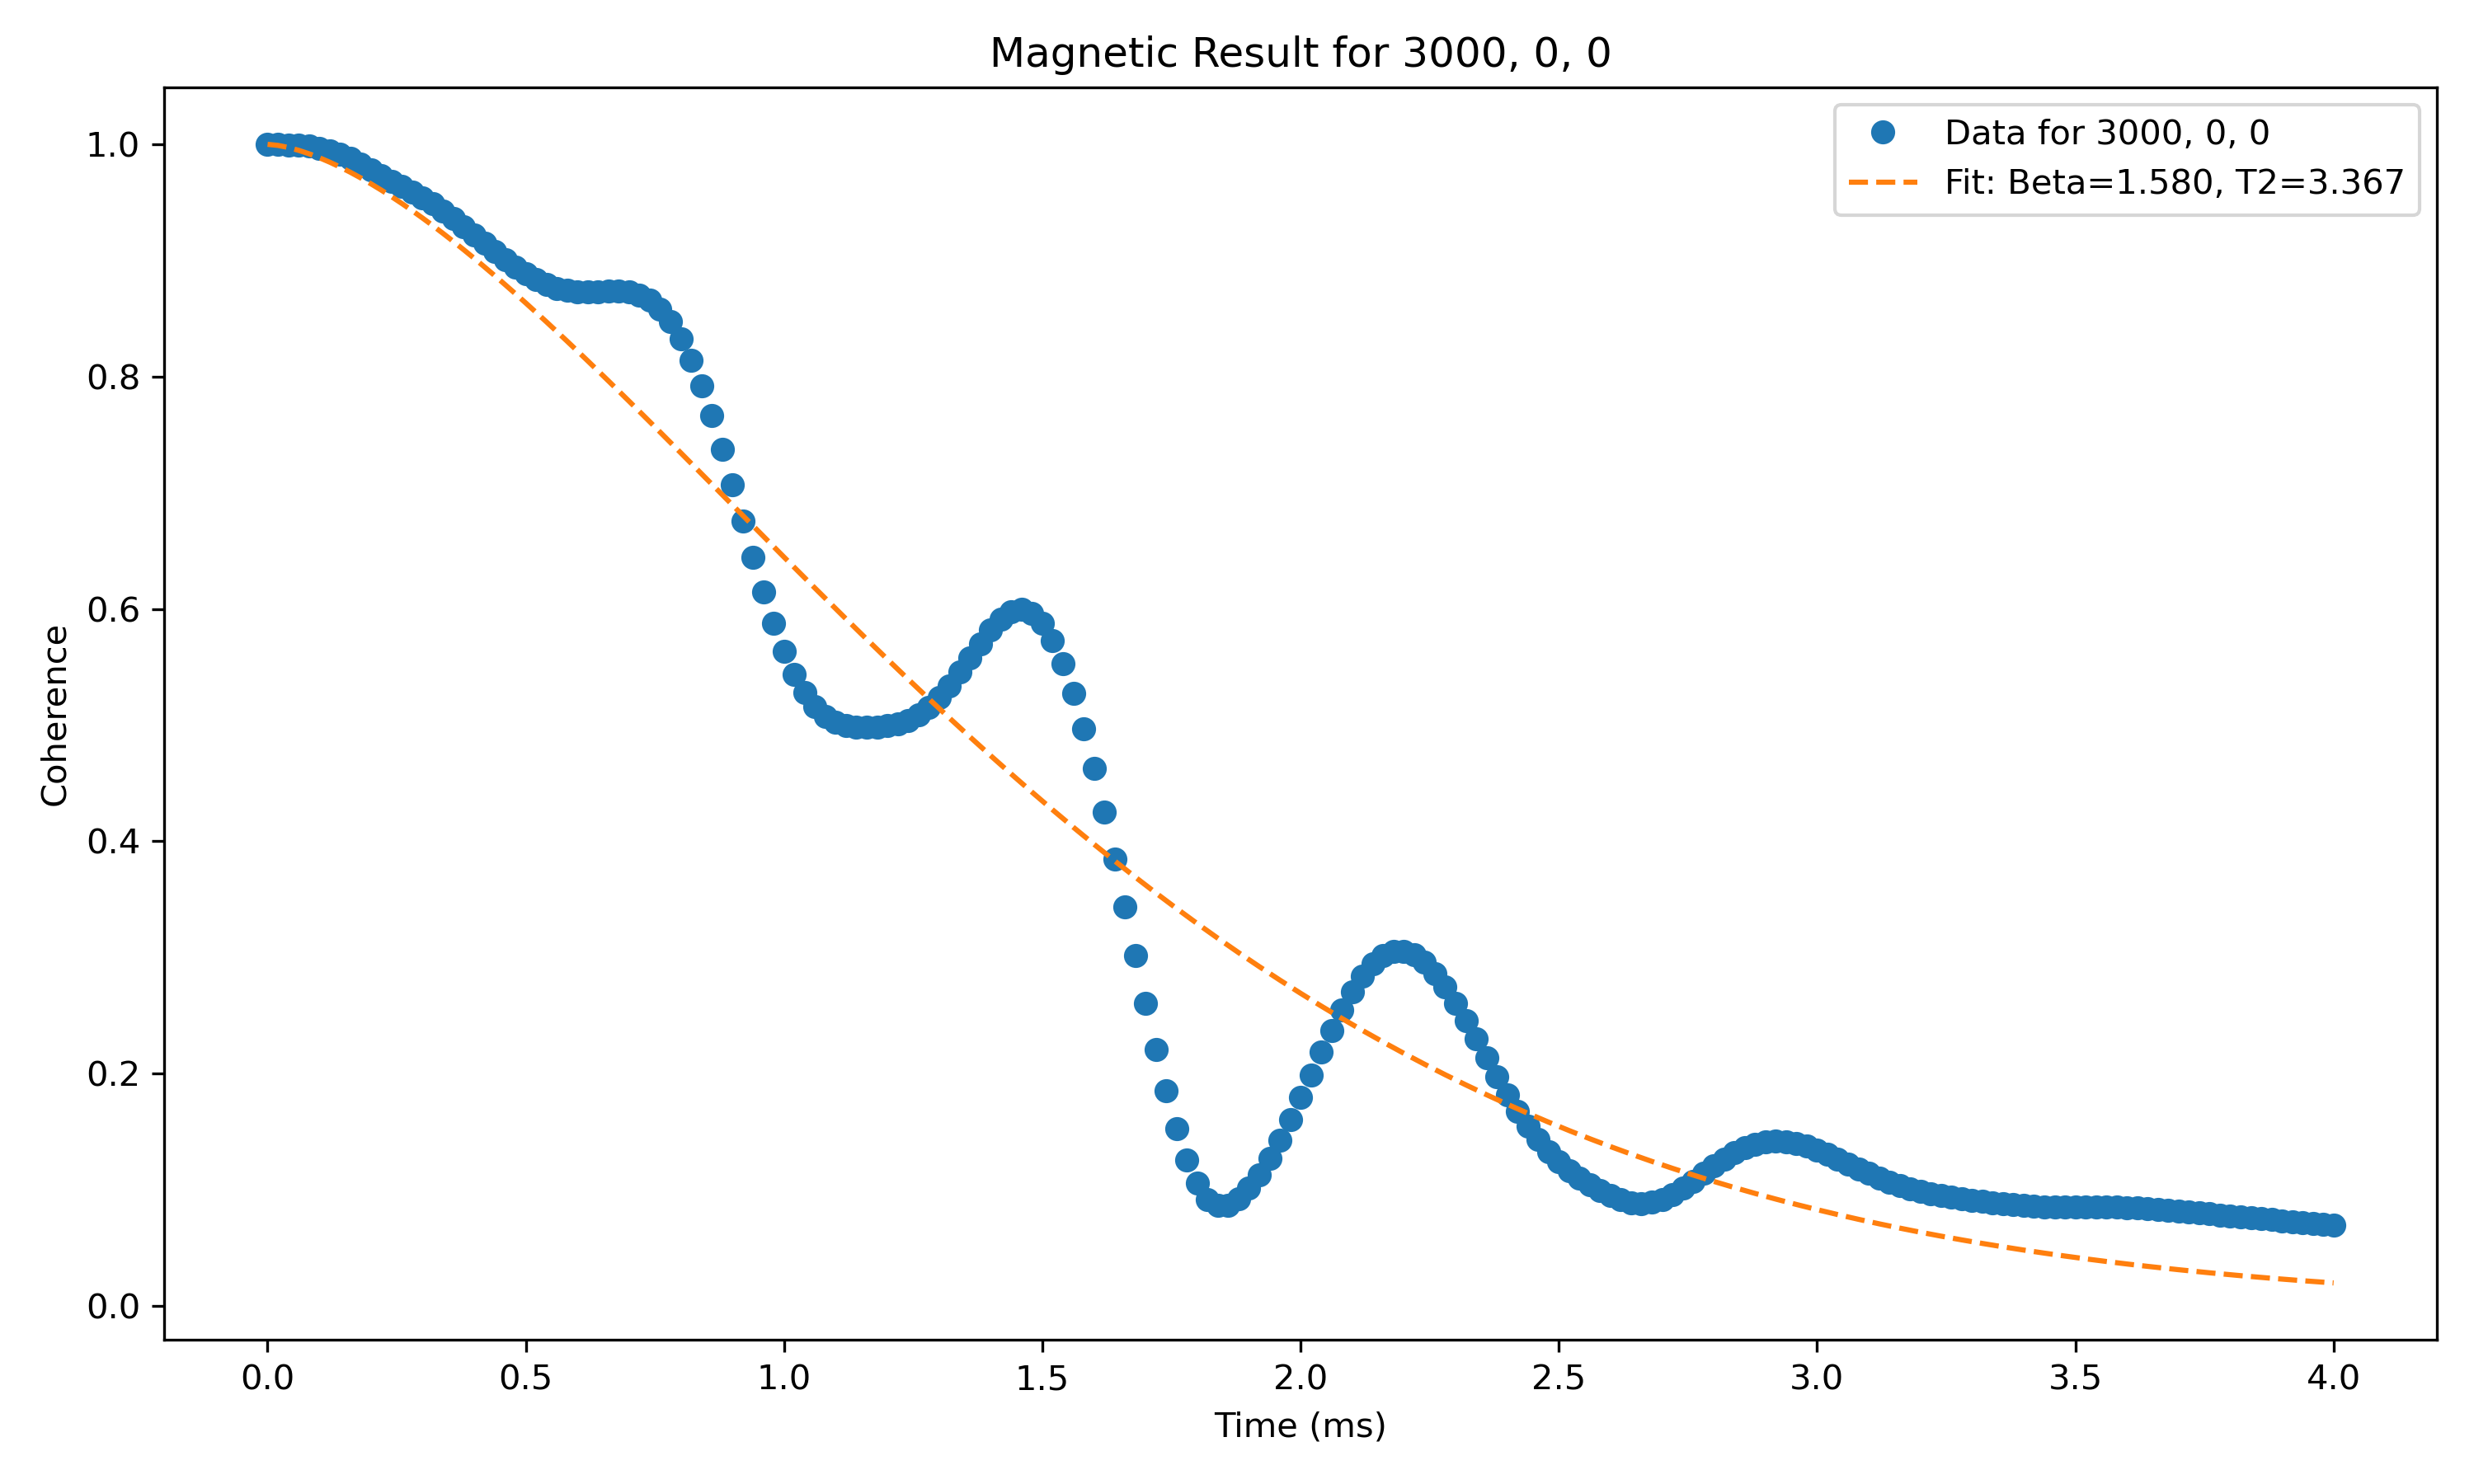 Magnetic Result for 3000, 0, 0
Data for 3000, 0, 0
Fit: Beta=1.580, T2=3.367
Coherence
1.0
0.8
0.6
0.4
0.2
0.0
0.0 0.5 1.0 1.5 2.0 2.5 3.0 3.5 4.0
Time (ms)